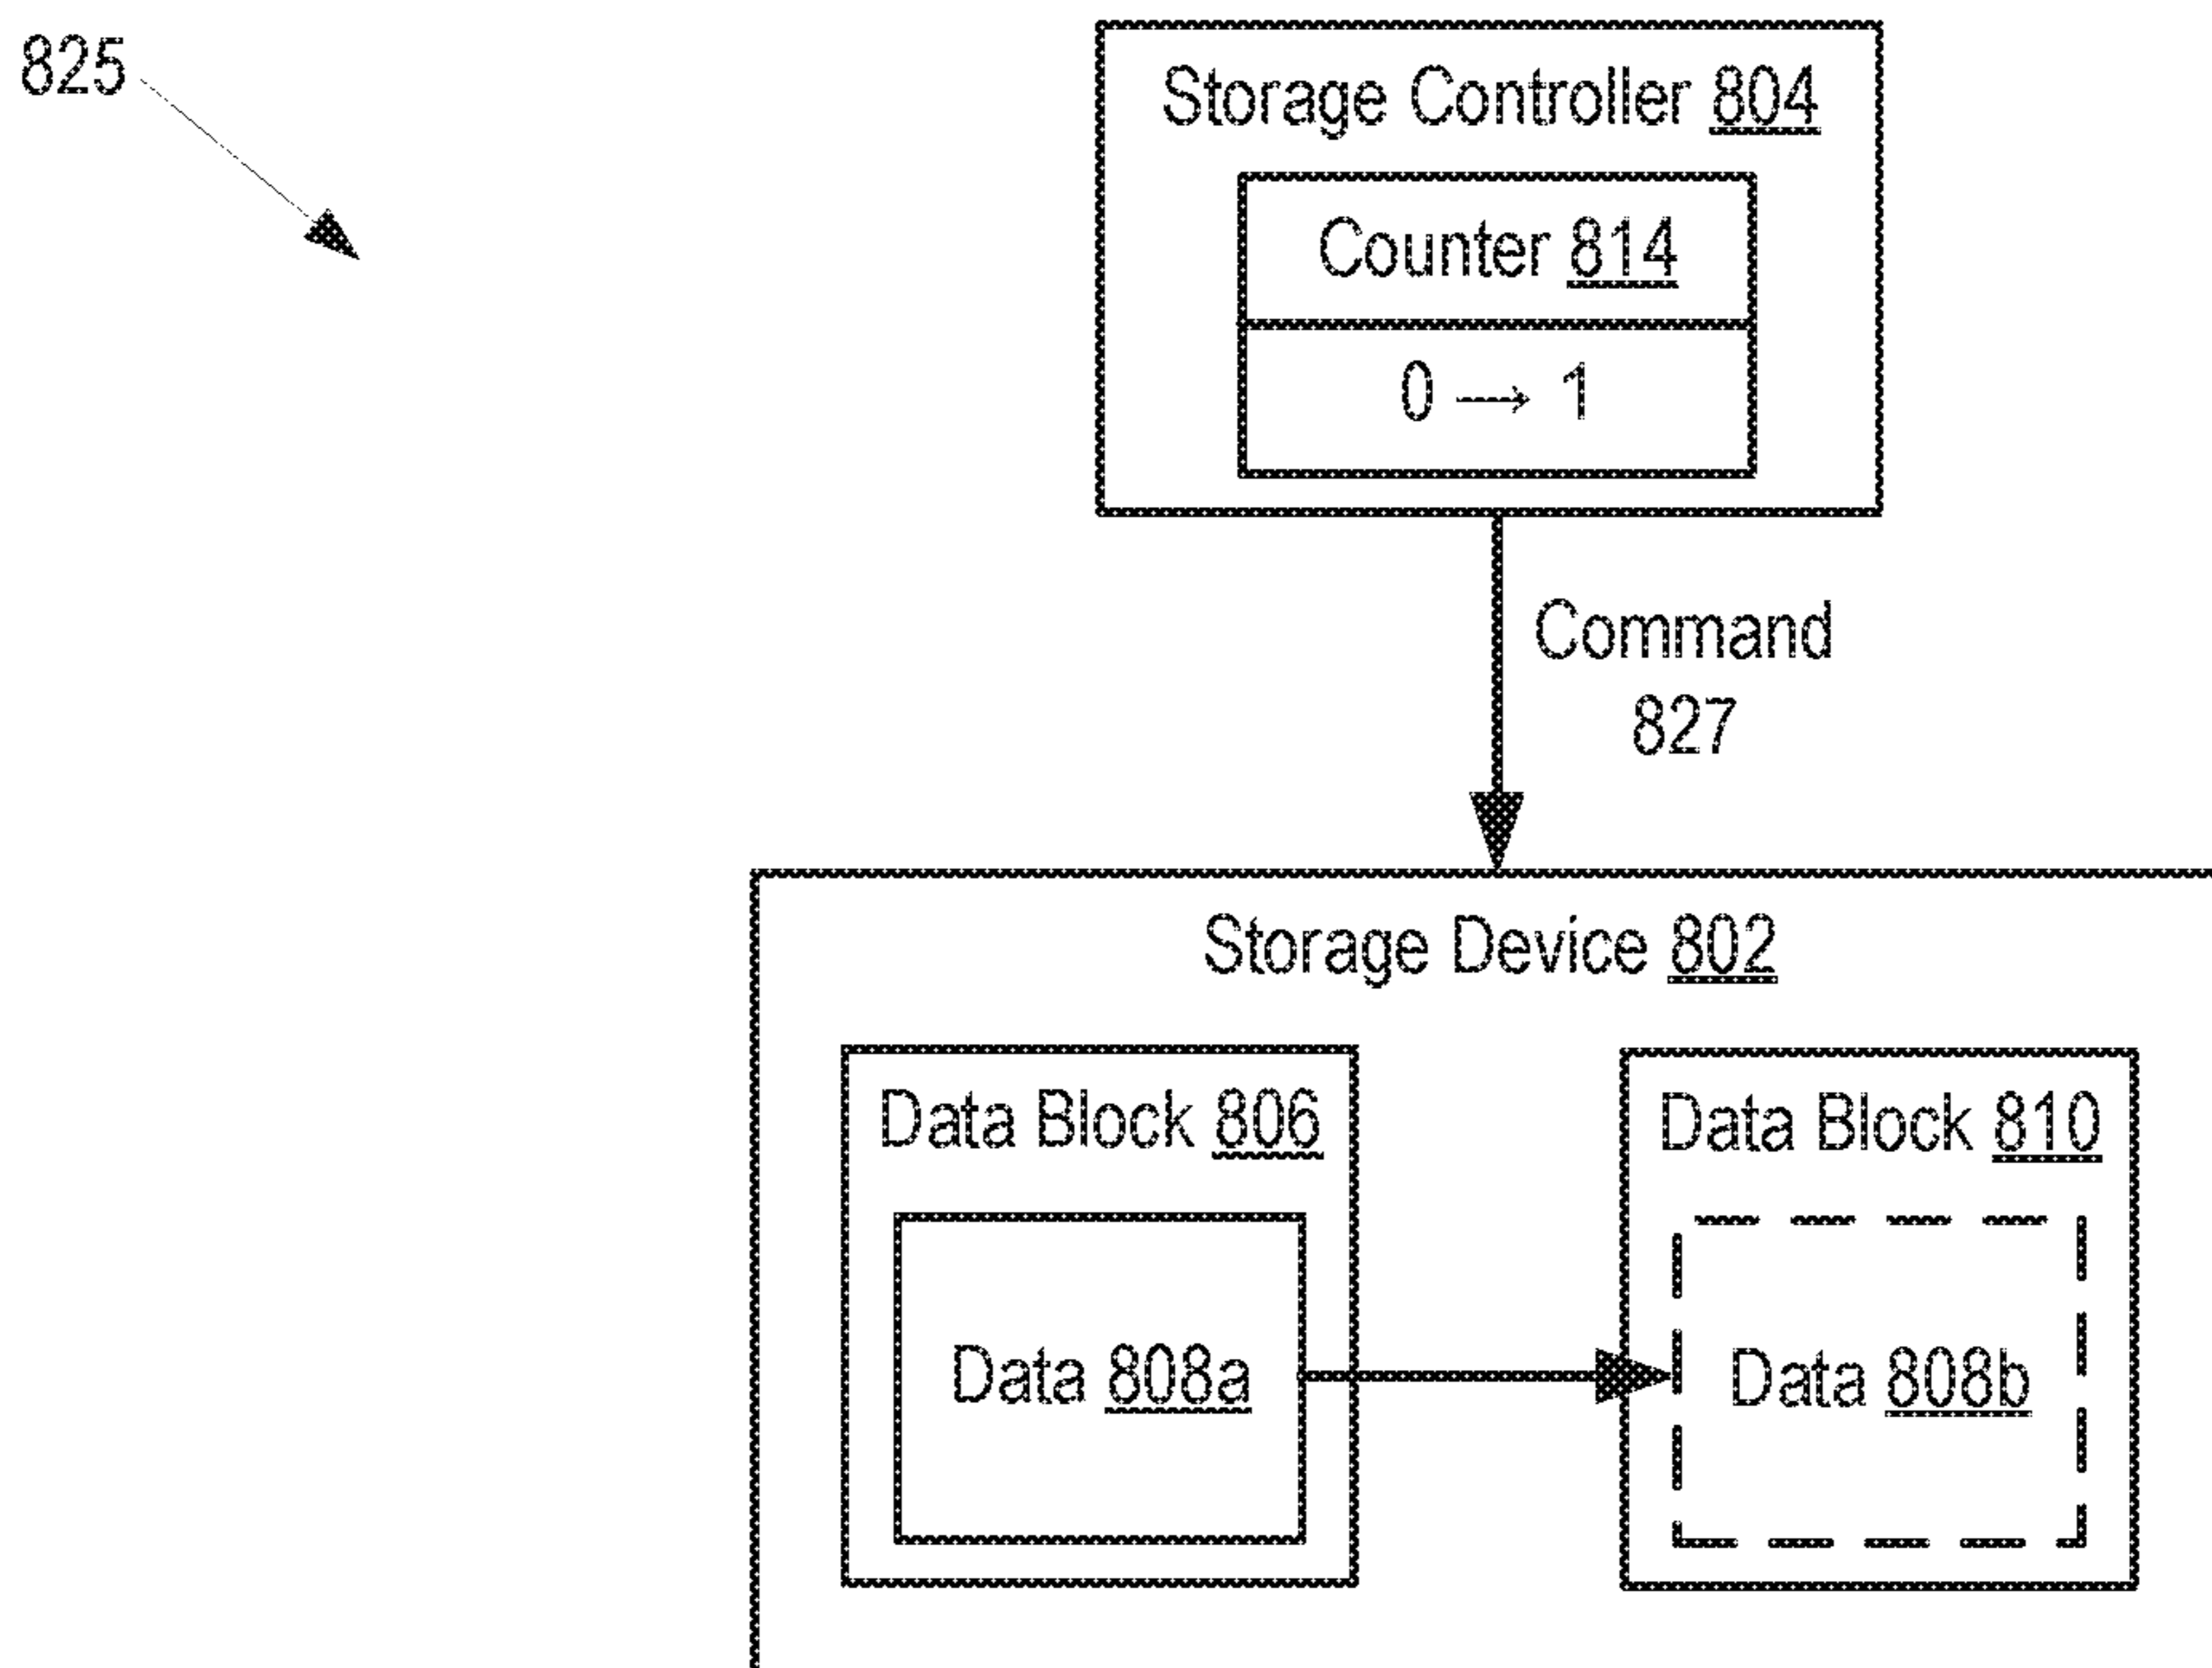 825
Storage Controller 804
Counter 814
0 → 1
Command
827
Storage Device 802
Data Block 806
Data Block 810
Data 808a
Data 808b